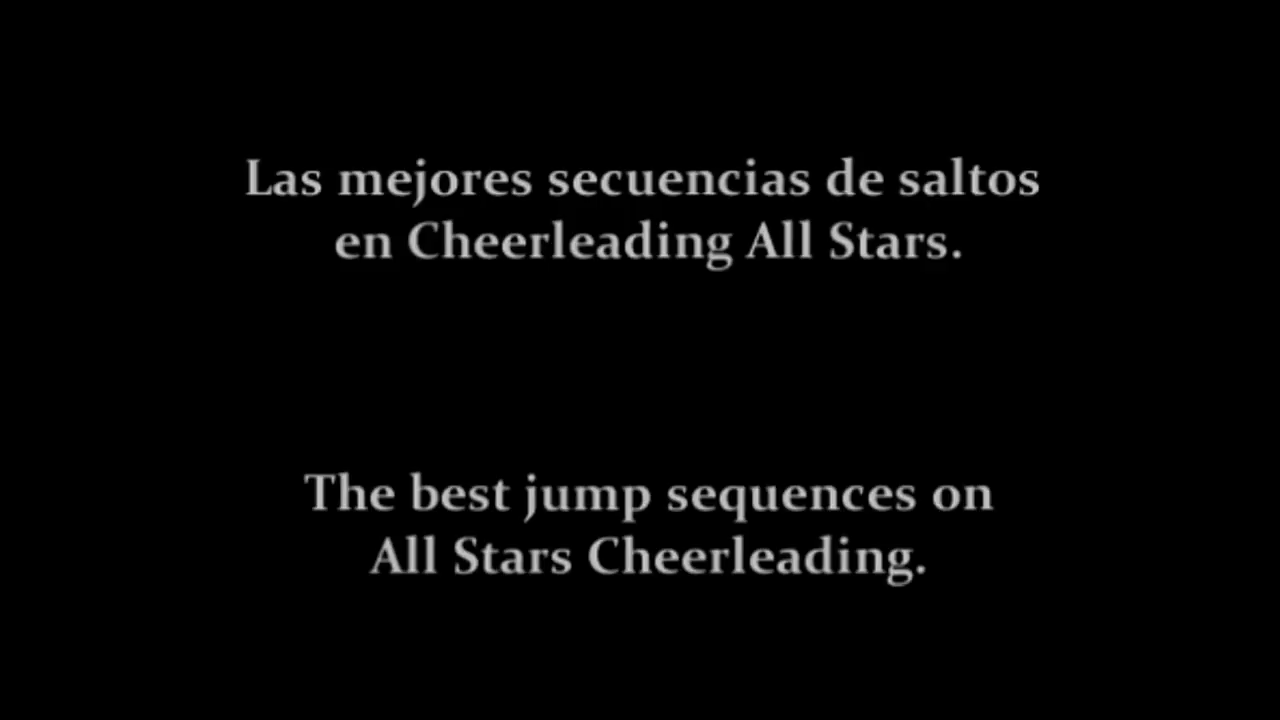 Las mejores secuencias de saltos
en Cheerleading All Stars.
The best jump sequences on
All Stars Cheerleading.